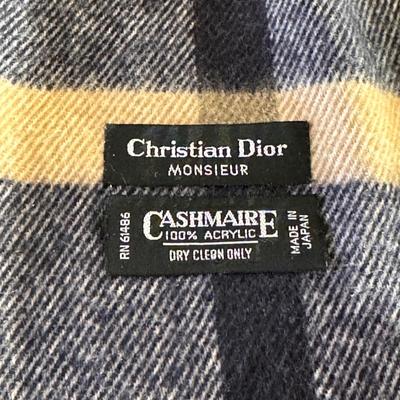 Christian Dior
MONSIEUR
RN 61486
CASHMAIRE
100% ACRYLIC
DRY CLEAN ONLY
MADE IN
JAPAN